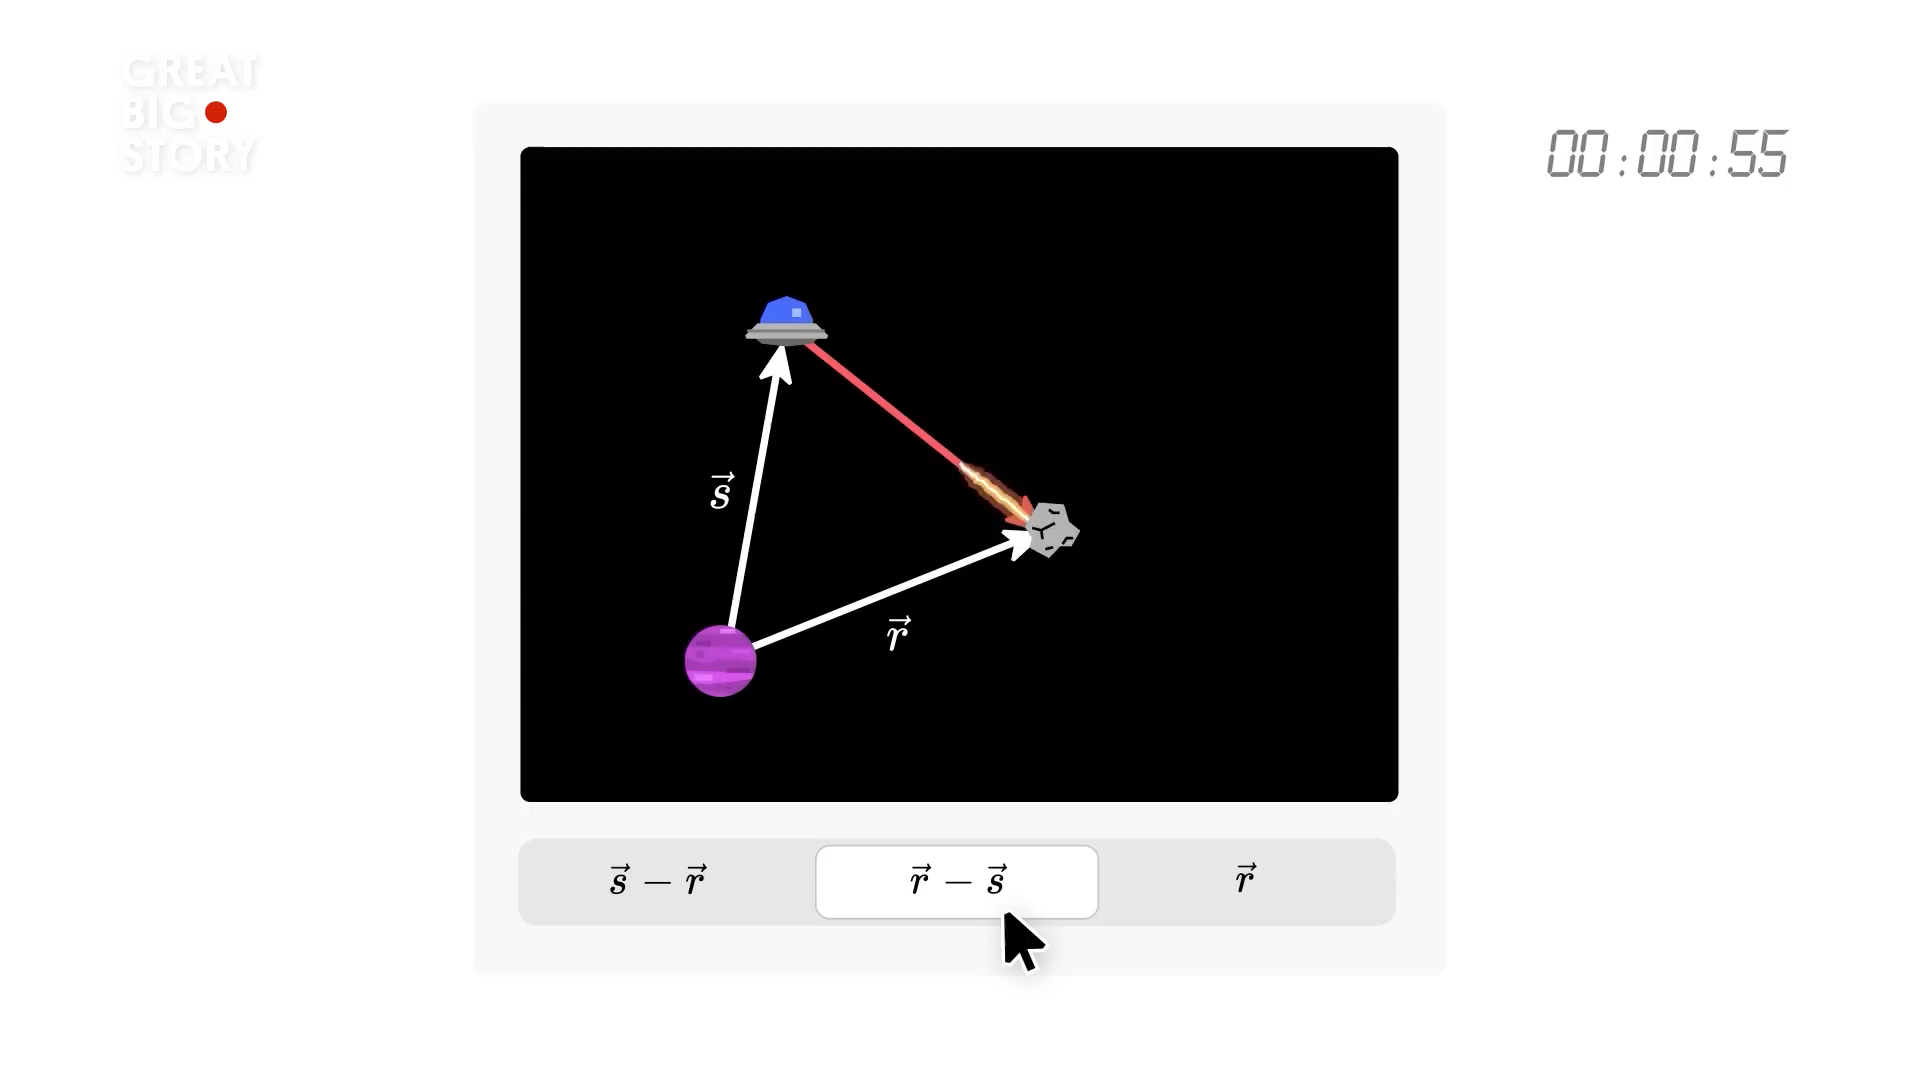 GREAT
BIG
STORY
00:00:55
s⃗
r⃗
s⃗ − r⃗
r⃗ − s⃗
r⃗